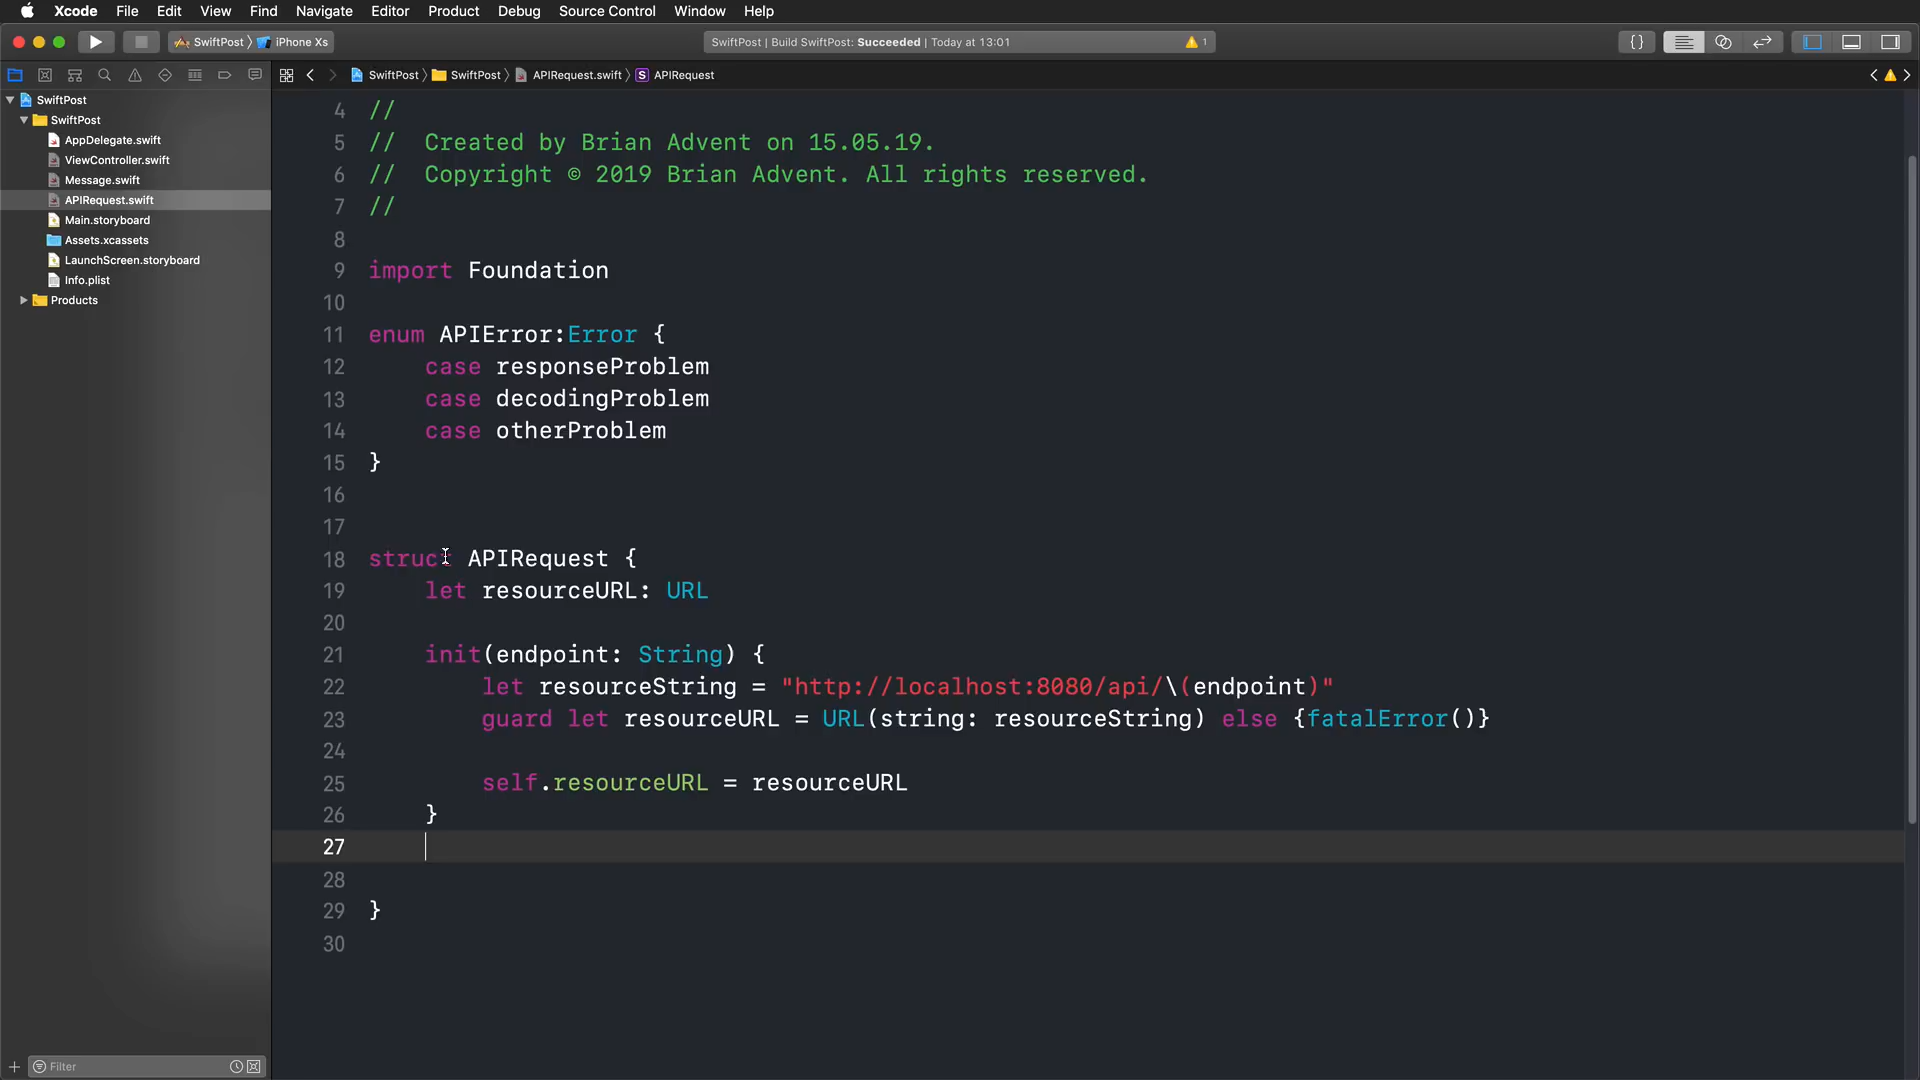 Xcode File Edit View Find Navigate Editor Product Debug Source Control Window Help
SwiftPost iPhone Xs
SwiftPost | Build SwiftPost: Succeeded | Today at 13:01
1
SwiftPost SwiftPost APIRequest.swift S APIRequest
SwiftPost
SwiftPost
AppDelegate.swift
ViewController.swift
Message.swift
APIRequest.swift
Main.storyboard
Assets.xcassets
LaunchScreen.storyboard
Info.plist
Products
Filter
4 //
5 // Created by Brian Advent on 15.05.19.
6 // Copyright © 2019 Brian Advent. All rights reserved.
7 //
8
9 import Foundation
10
11 enum APIError:Error {
12 case responseProblem
13 case decodingProblem
14 case otherProblem
15 }
16
17
18 struct APIRequest {
19 let resourceURL: URL
20
21 init(endpoint: String) {
22 let resourceString = "http://localhost:8080/api/\(endpoint)"
23 guard let resourceURL = URL(string: resourceString) else {fatalError()}
24
25 self.resourceURL = resourceURL
26 }
27
28
29 }
30